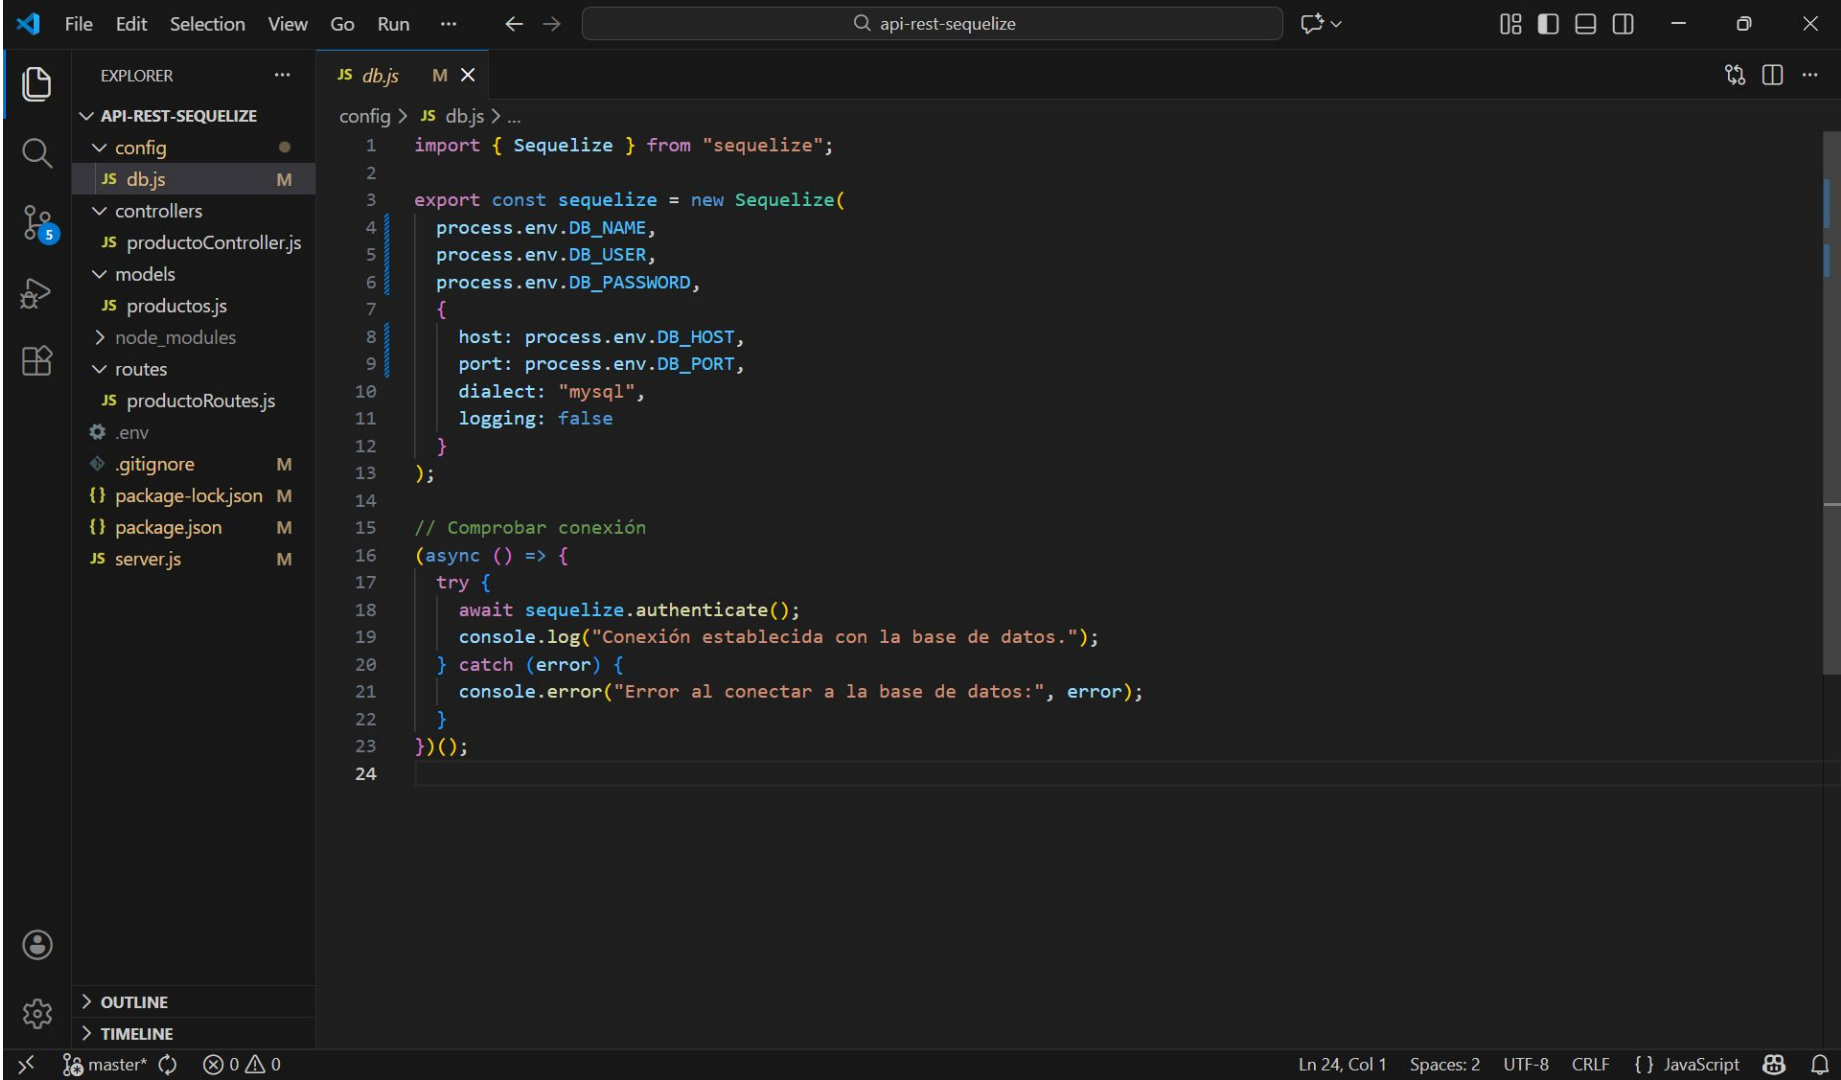 File Edit Selection View Go Run ... api-rest-sequelize
EXPLORER ...
API-REST-SEQUELIZE
config
JS db.js M
controllers
JS productoController.js
models
JS productos.js
node_modules
routes
JS productoRoutes.js
.env
.gitignore M
{} package-lock.json M
{} package.json M
JS server.js M
5
OUTLINE
TIMELINE
JS db.js M
config > JS db.js > ...
1 import { Sequelize } from "sequelize";
2
3 export const sequelize = new Sequelize(
4 process.env.DB_NAME,
5 process.env.DB_USER,
6 process.env.DB_PASSWORD,
7 {
8 host: process.env.DB_HOST,
9 port: process.env.DB_PORT,
10 dialect: "mysql",
11 logging: false
12 }
13 );
14
15 // Comprobar conexión
16 (async () => {
17 try {
18 await sequelize.authenticate();
19 console.log("Conexión establecida con la base de datos.");
20 } catch (error) {
21 console.error("Error al conectar a la base de datos:", error);
22 }
23 })();
24
master* 0 0 Ln 24, Col 1 Spaces: 2 UTF-8 CRLF {} JavaScript